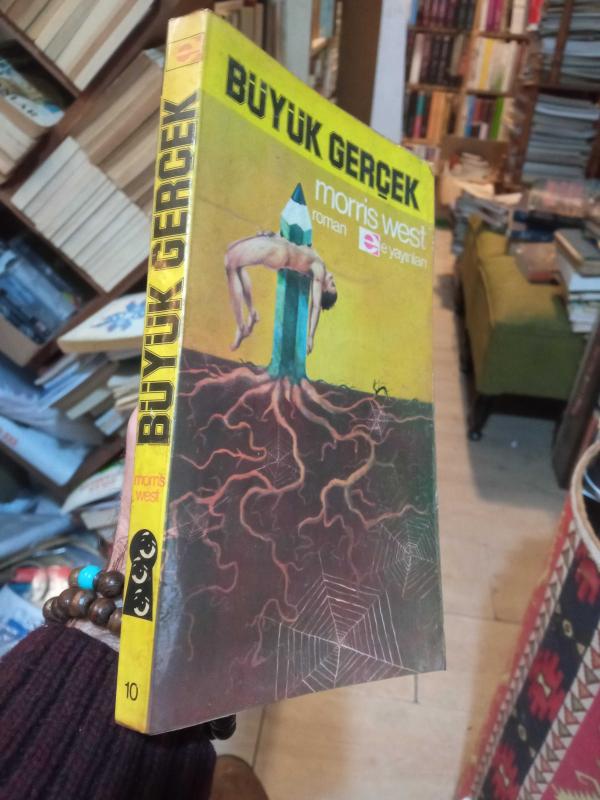 BÜYÜK GERÇEK
morris west
roman
e yayınları
e
BÜYÜK GERÇEK
morris
west
10